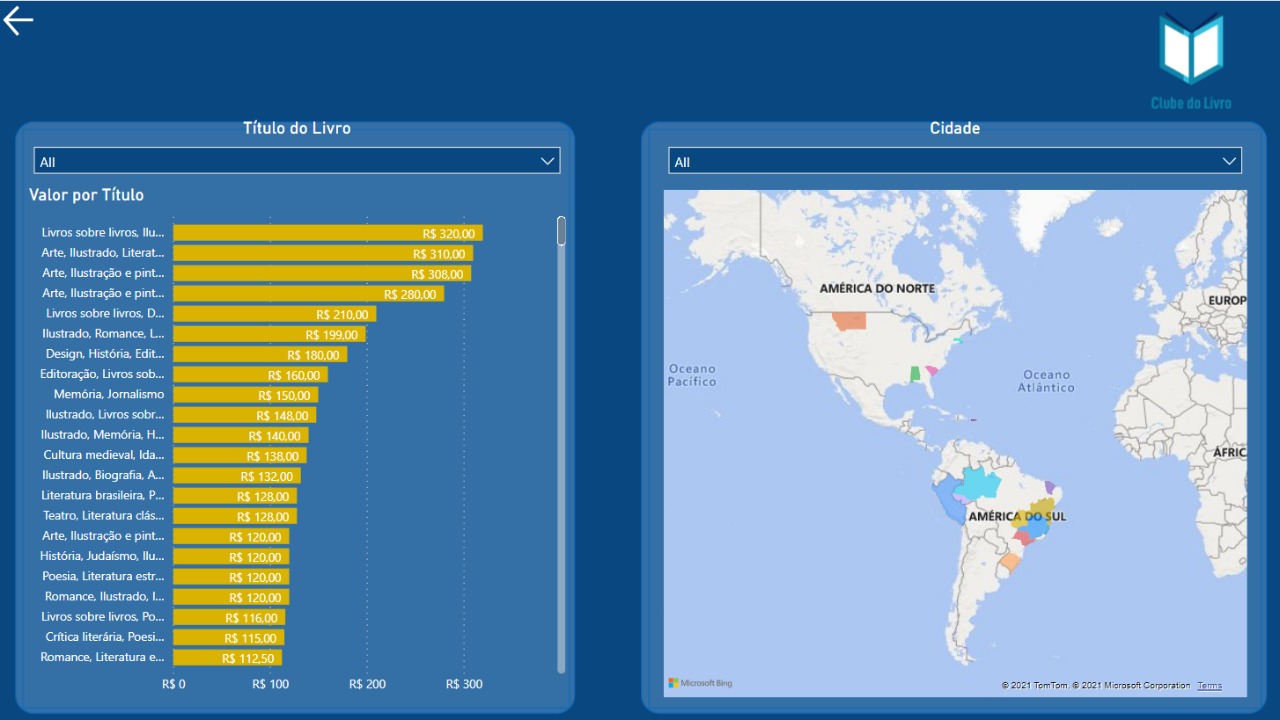 Clube do Livro
Título do Livro
All
Valor por Título
Livros sobre livros, Ilu... R$ 320,00
Arte, Ilustrado, Literat... R$ 310,00
Arte, Ilustração e pint... R$ 308,00
Arte, Ilustração e pint... R$ 280,00
Livros sobre livros, D... R$ 210,00
Ilustrado, Romance, L... R$ 199,00
Design, História, Edit... R$ 180,00
Editoração, Livros sob... R$ 160,00
Memória, Jornalismo R$ 150,00
Ilustrado, Livros sobr... R$ 148,00
Ilustrado, Memória, H... R$ 140,00
Cultura medieval, Ida... R$ 138,00
Ilustrado, Biografia, A... R$ 132,00
Literatura brasileira, P... R$ 128,00
Teatro, Literatura clás... R$ 128,00
Arte, Ilustração e pint... R$ 120,00
História, Judaísmo, Ilu... R$ 120,00
Poesia, Literatura estr... R$ 120,00
Romance, Ilustrado, I... R$ 120,00
Livros sobre livros, Po... R$ 116,00
Crítica literária, Poesi... R$ 115,00
Romance, Literatura e... R$ 112,50
R$ 0 R$ 100 R$ 200 R$ 300
Cidade
All
AMÉRICA DO NORTE
EUROP
Oceano
Pacífico
Oceano
Atlântico
ÁFRIC
AMÉRICA DO SUL
Microsoft Bing
© 2021 TomTom, © 2021 Microsoft Corporation Terms